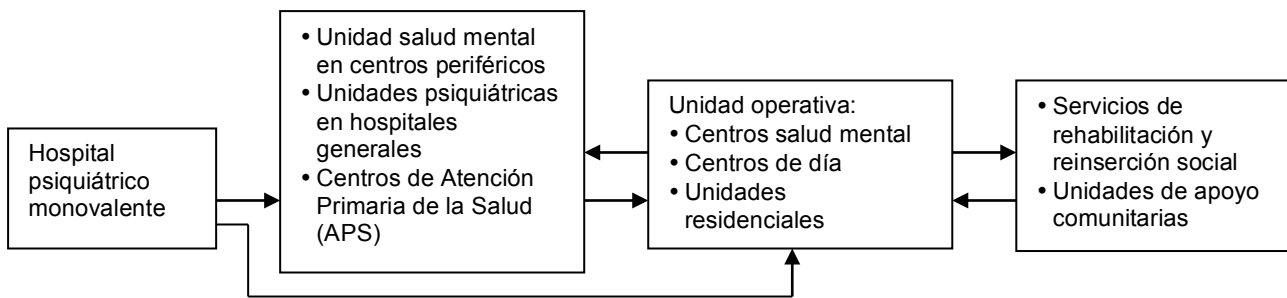 Hospital
psiquiátrico
monovalente
• Unidad salud mental
en centros periféricos
• Unidades psiquiátricas
en hospitales
generales
• Centros de Atención
Primaria de la Salud
(APS)
Unidad operativa:
• Centros salud mental
• Centros de día
• Unidades
residenciales
• Servicios de
rehabilitación y
reinserción social
• Unidades de apoyo
comunitarias